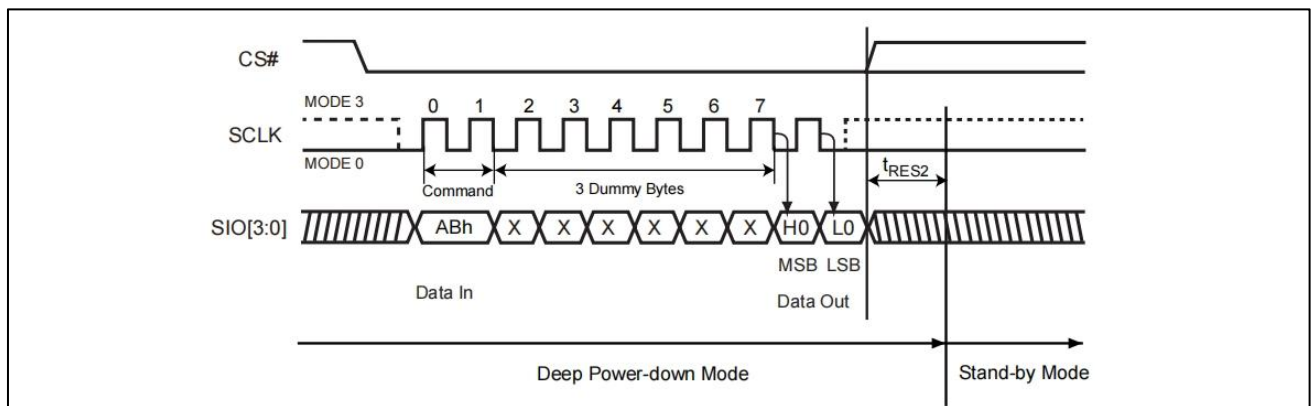 CS#
MODE 3
0 1 2 3 4 5 6 7
SCLK
MODE 0
tRES2
Command
3 Dummy Bytes
SIO[3:0]
ABh X X X X X X H0 L0
MSB LSB
Data In
Data Out
Deep Power-down Mode
Stand-by Mode